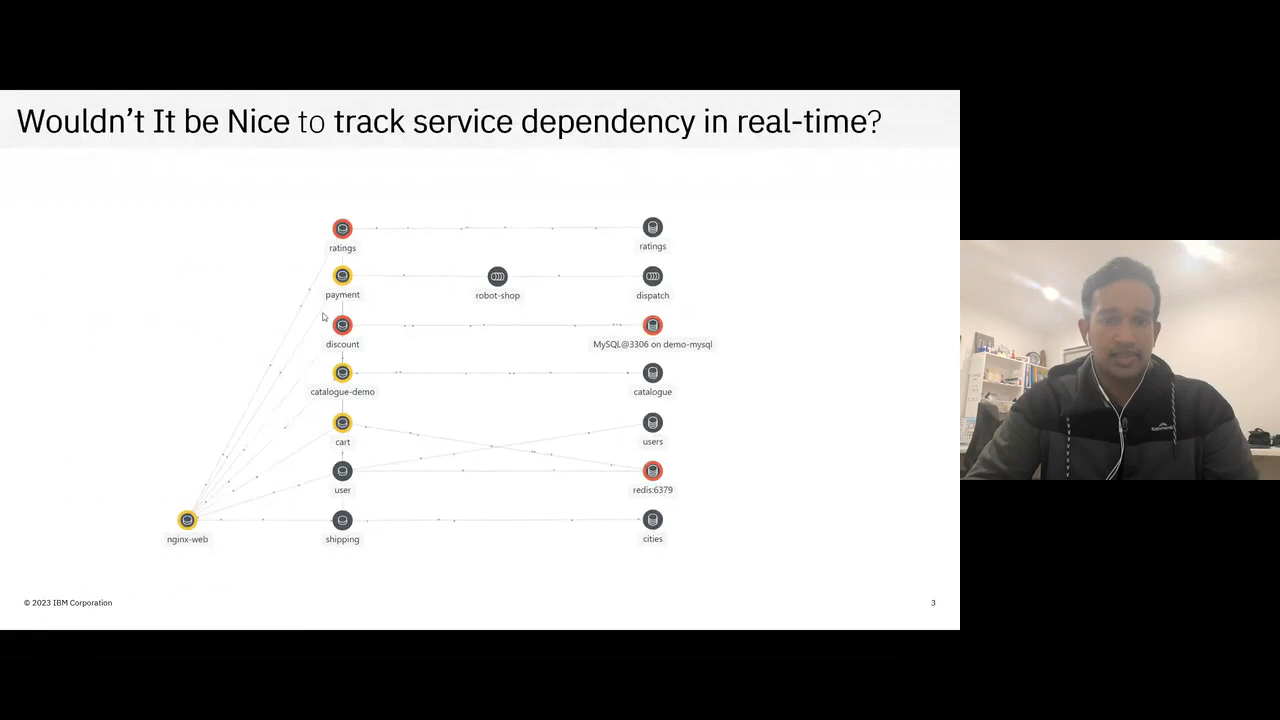 Wouldn't It be Nice to track service dependency in real-time?
ratings
ratings
payment
robot-shop
dispatch
discount
MySQL@3306 on demo-mysql
catalogue-demo
catalogue
cart
users
user
redis:6379
nginx-web
shipping
cities
© 2023 IBM Corporation
3